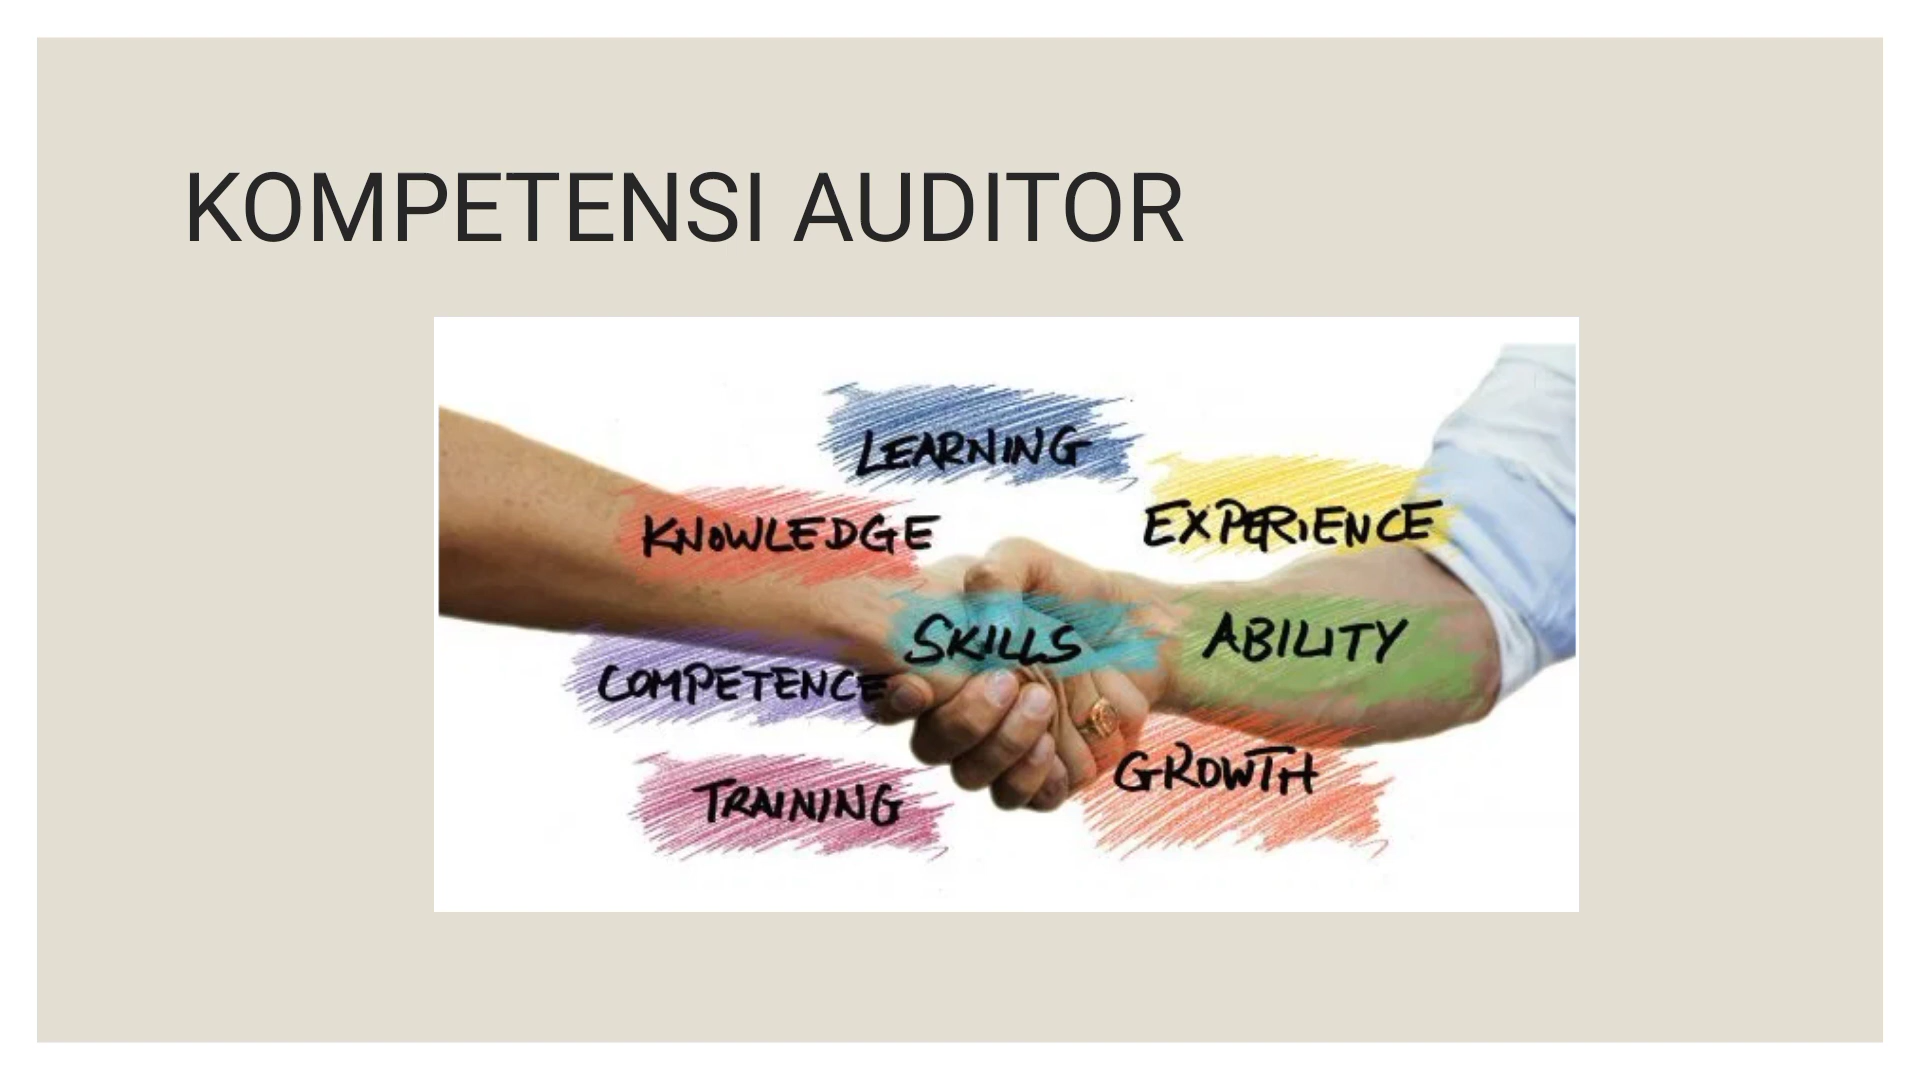 KOMPETENSI AUDITOR
LEARNING
KNOWLEDGE
EXPERIENCE
SKILLS
ABILITY
COMPETENCE
GROWTH
TRAINING